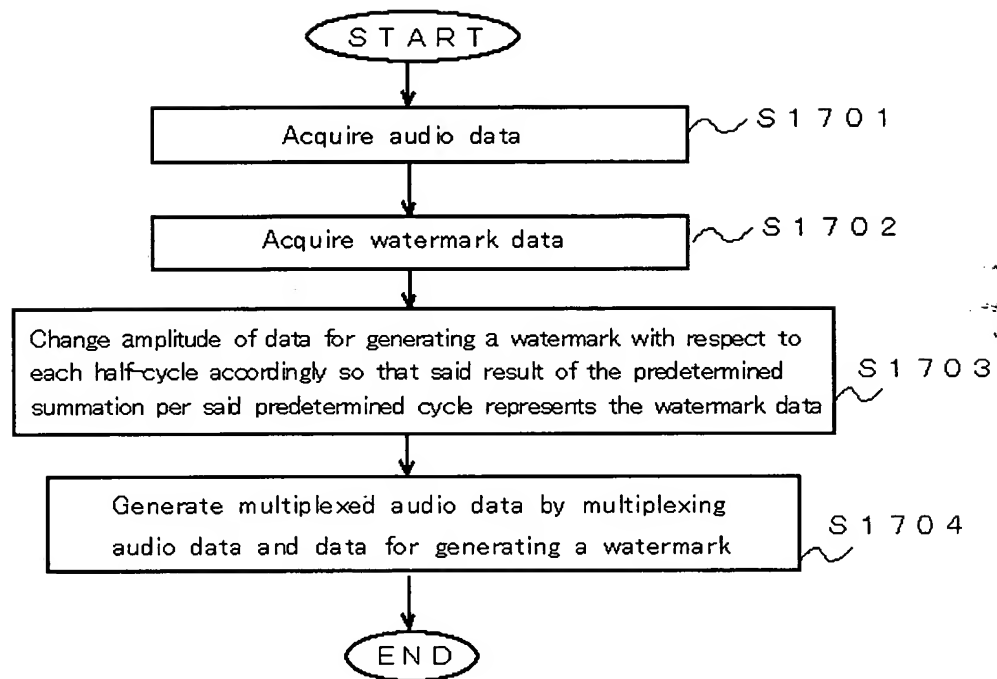 START
Acquire audio data
S1701
Acquire watermark data
S1702
Change amplitude of data for generating a watermark with respect to
each half-cycle accordingly so that said result of the predetermined
summation per said predetermined cycle represents the watermark data
S1703
Generate multiplexed audio data by multiplexing
audio data and data for generating a watermark
S1704
END